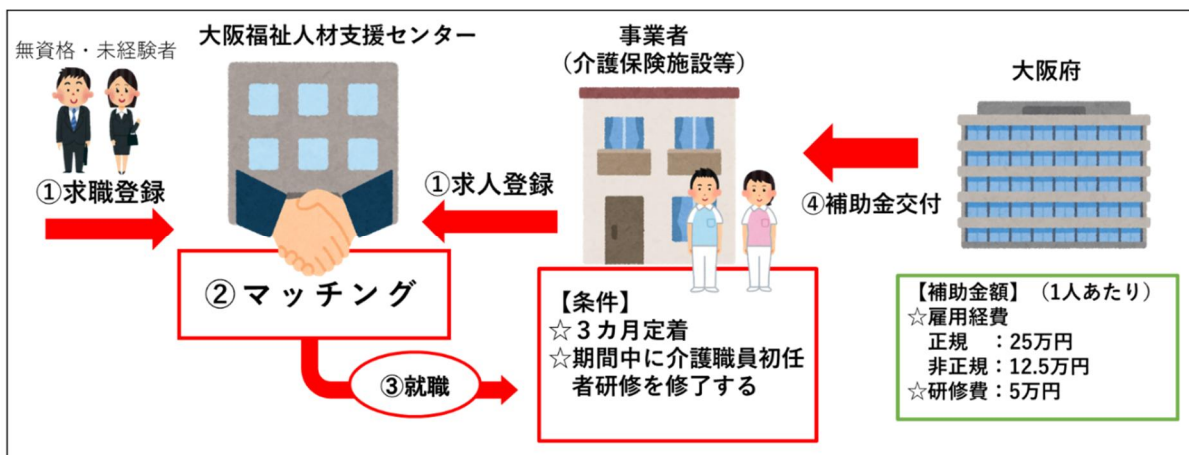 無資格・未経験者
①求職登録
大阪福祉人材支援センター
②マッチング
③就職
①求人登録
事業者
（介護保険施設等）
【条件】
☆３カ月定着
☆期間中に介護職員初任
者研修を修了する
④補助金交付
大阪府
【補助金額】（1人あたり）
☆雇用経費
正規　：25万円
非正規：12.5万円
☆研修費：5万円